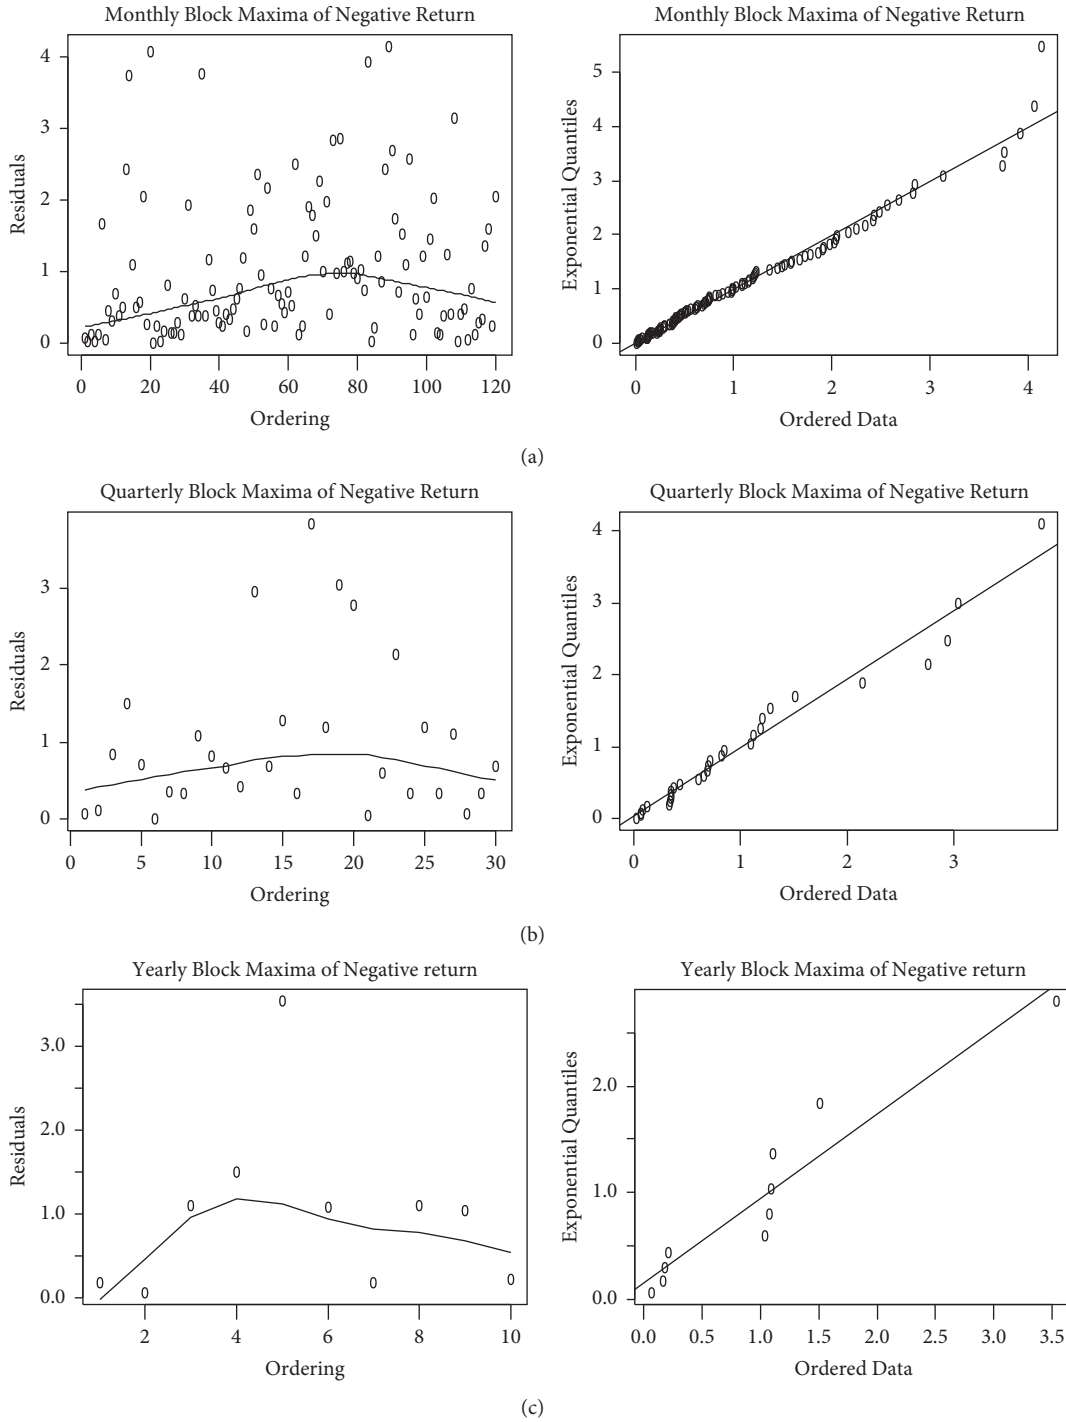 Monthly Block Maxima of Negative Return
Monthly Block Maxima of Negative Return
4
3
2
1
0
Residuals
0 20 40 60 80 100 120
Ordering
5
4
3
2
1
0
Exponential Quantiles
0 1 2 3 4
Ordered Data
(a)
Quarterly Block Maxima of Negative Return
Quarterly Block Maxima of Negative Return
3
2
1
0
Residuals
0 5 10 15 20 25 30
Ordering
4
3
2
1
0
Exponential Quantiles
0 1 2 3
Ordered Data
(b)
Yearly Block Maxima of Negative return
Yearly Block Maxima of Negative return
3.0
2.0
1.0
0.0
Residuals
2 4 6 8 10
Ordering
2.0
1.0
0.0
Exponential Quantiles
0.0 0.5 1.0 1.5 2.0 2.5 3.0 3.5
Ordered Data
(c)